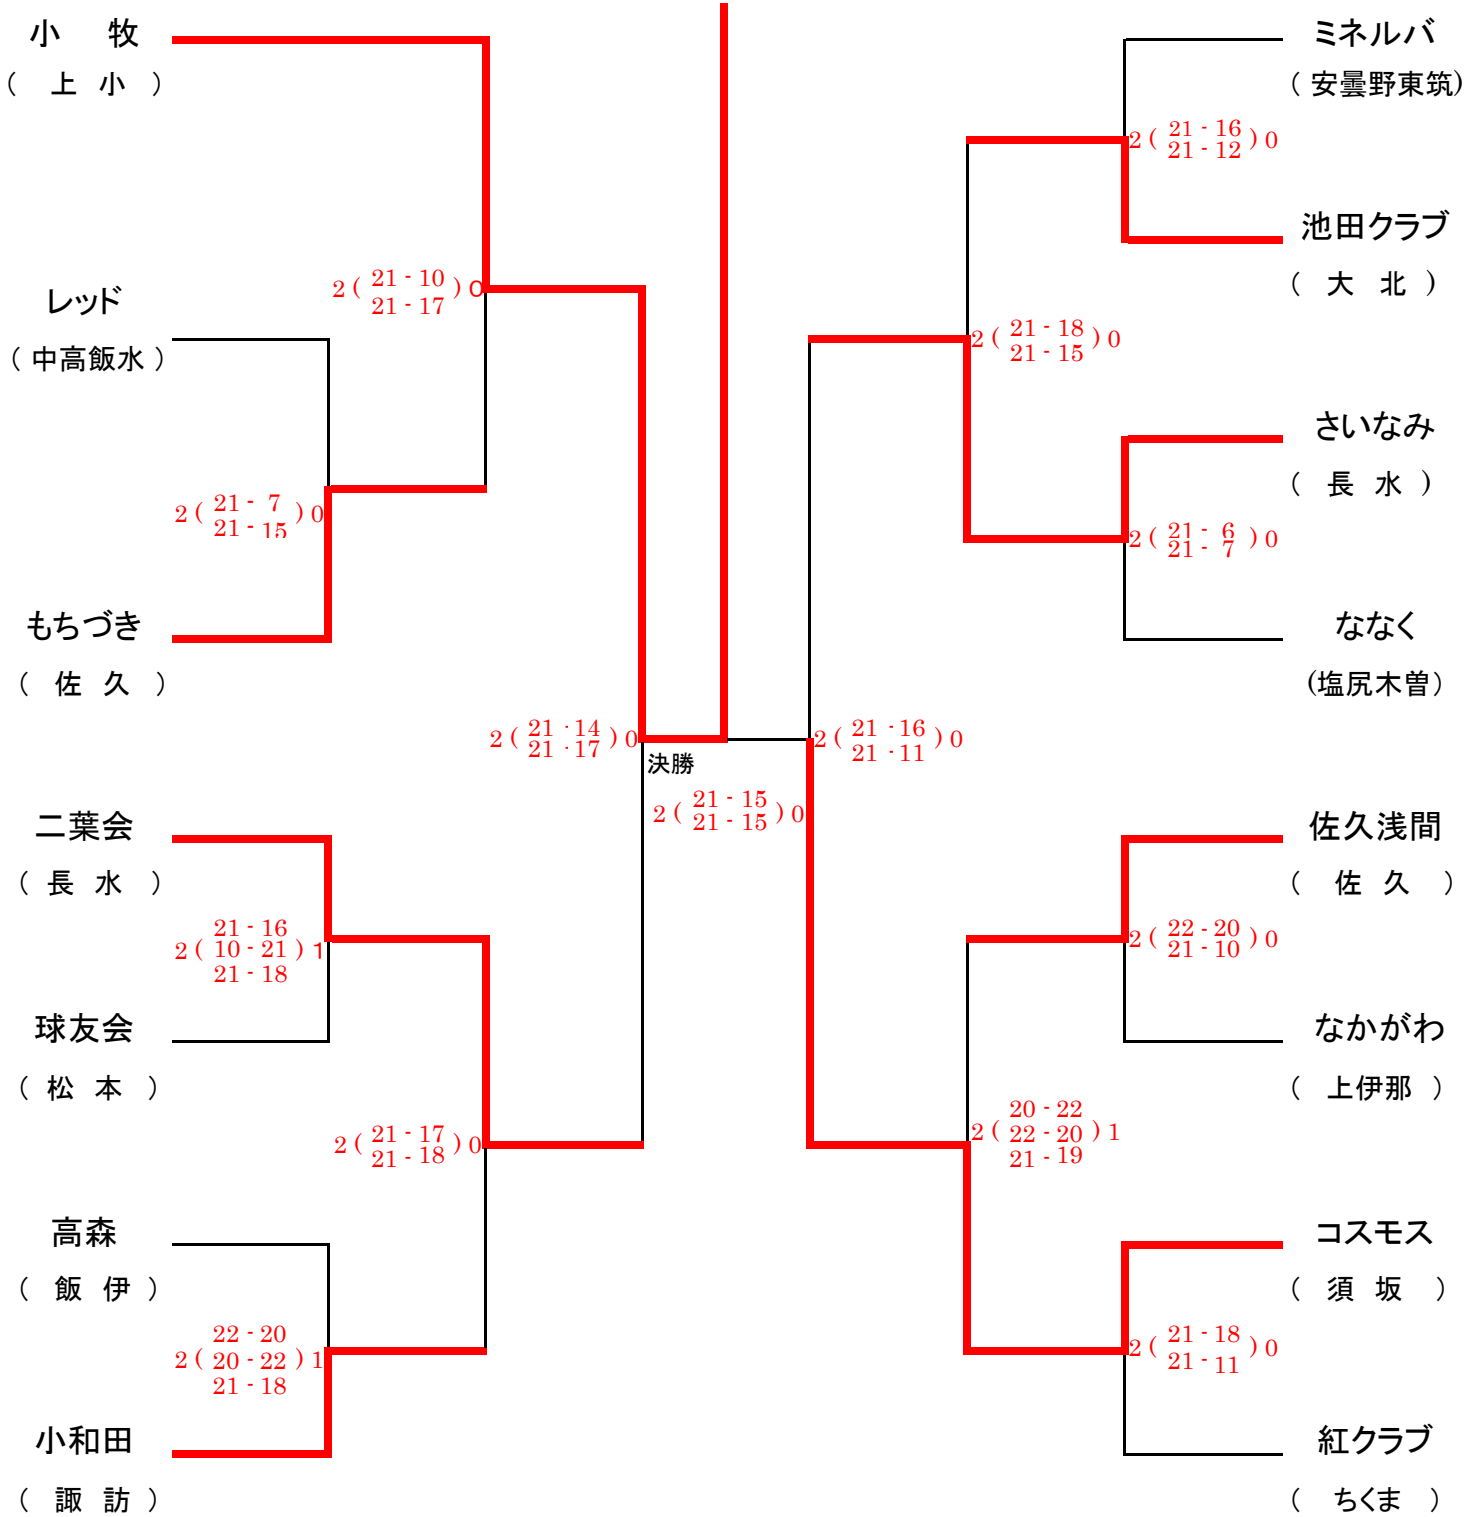 小 牧
( 上 小 )
2 ( 21 - 10 ) 0
21 - 17
レッド
( 中高飯水 )
2 ( 21 - 7 ) 0
21 - 15
もちづき
( 佐 久 )
2 ( 21 - 14 ) 0
21 - 17
二葉会
( 長 水 )
21 - 16
2 ( 10 - 21 ) 1
21 - 18
球友会
( 松 本 )
2 ( 21 - 17 ) 0
21 - 18
高森
( 飯 伊 )
22 - 20
2 ( 20 - 22 ) 1
21 - 18
小和田
( 諏 訪 )
決勝
2 ( 21 - 15 ) 0
21 - 15
ミネルバ
( 安曇野東筑)
2 ( 21 - 16 ) 0
21 - 12
池田クラブ
( 大 北 )
2 ( 21 - 18 ) 0
21 - 15
さいなみ
( 長 水 )
2 ( 21 - 6 ) 0
21 - 7
ななく
(塩尻木曽)
2 ( 21 - 16 ) 0
21 - 11
佐久浅間
( 佐 久 )
2 ( 22 - 20 ) 0
21 - 10
なかがわ
( 上伊那 )
20 - 22
2 ( 22 - 20 ) 1
21 - 19
コスモス
( 須 坂 )
2 ( 21 - 18 ) 0
21 - 11
紅クラブ
( ちくま )